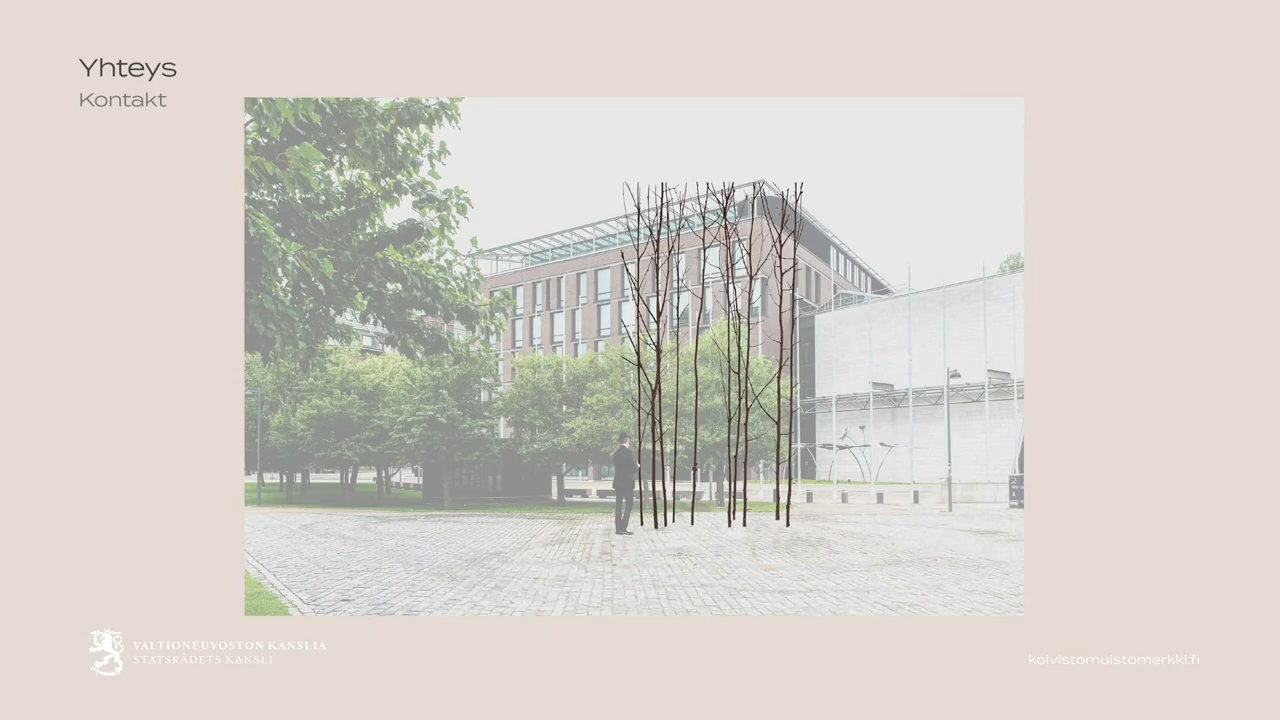 Yhteys
Kontakt
VALTIONEUVOSTON KANSLIA
STATSRÅDETS KANSLI
koivistomuistomerkki.fi